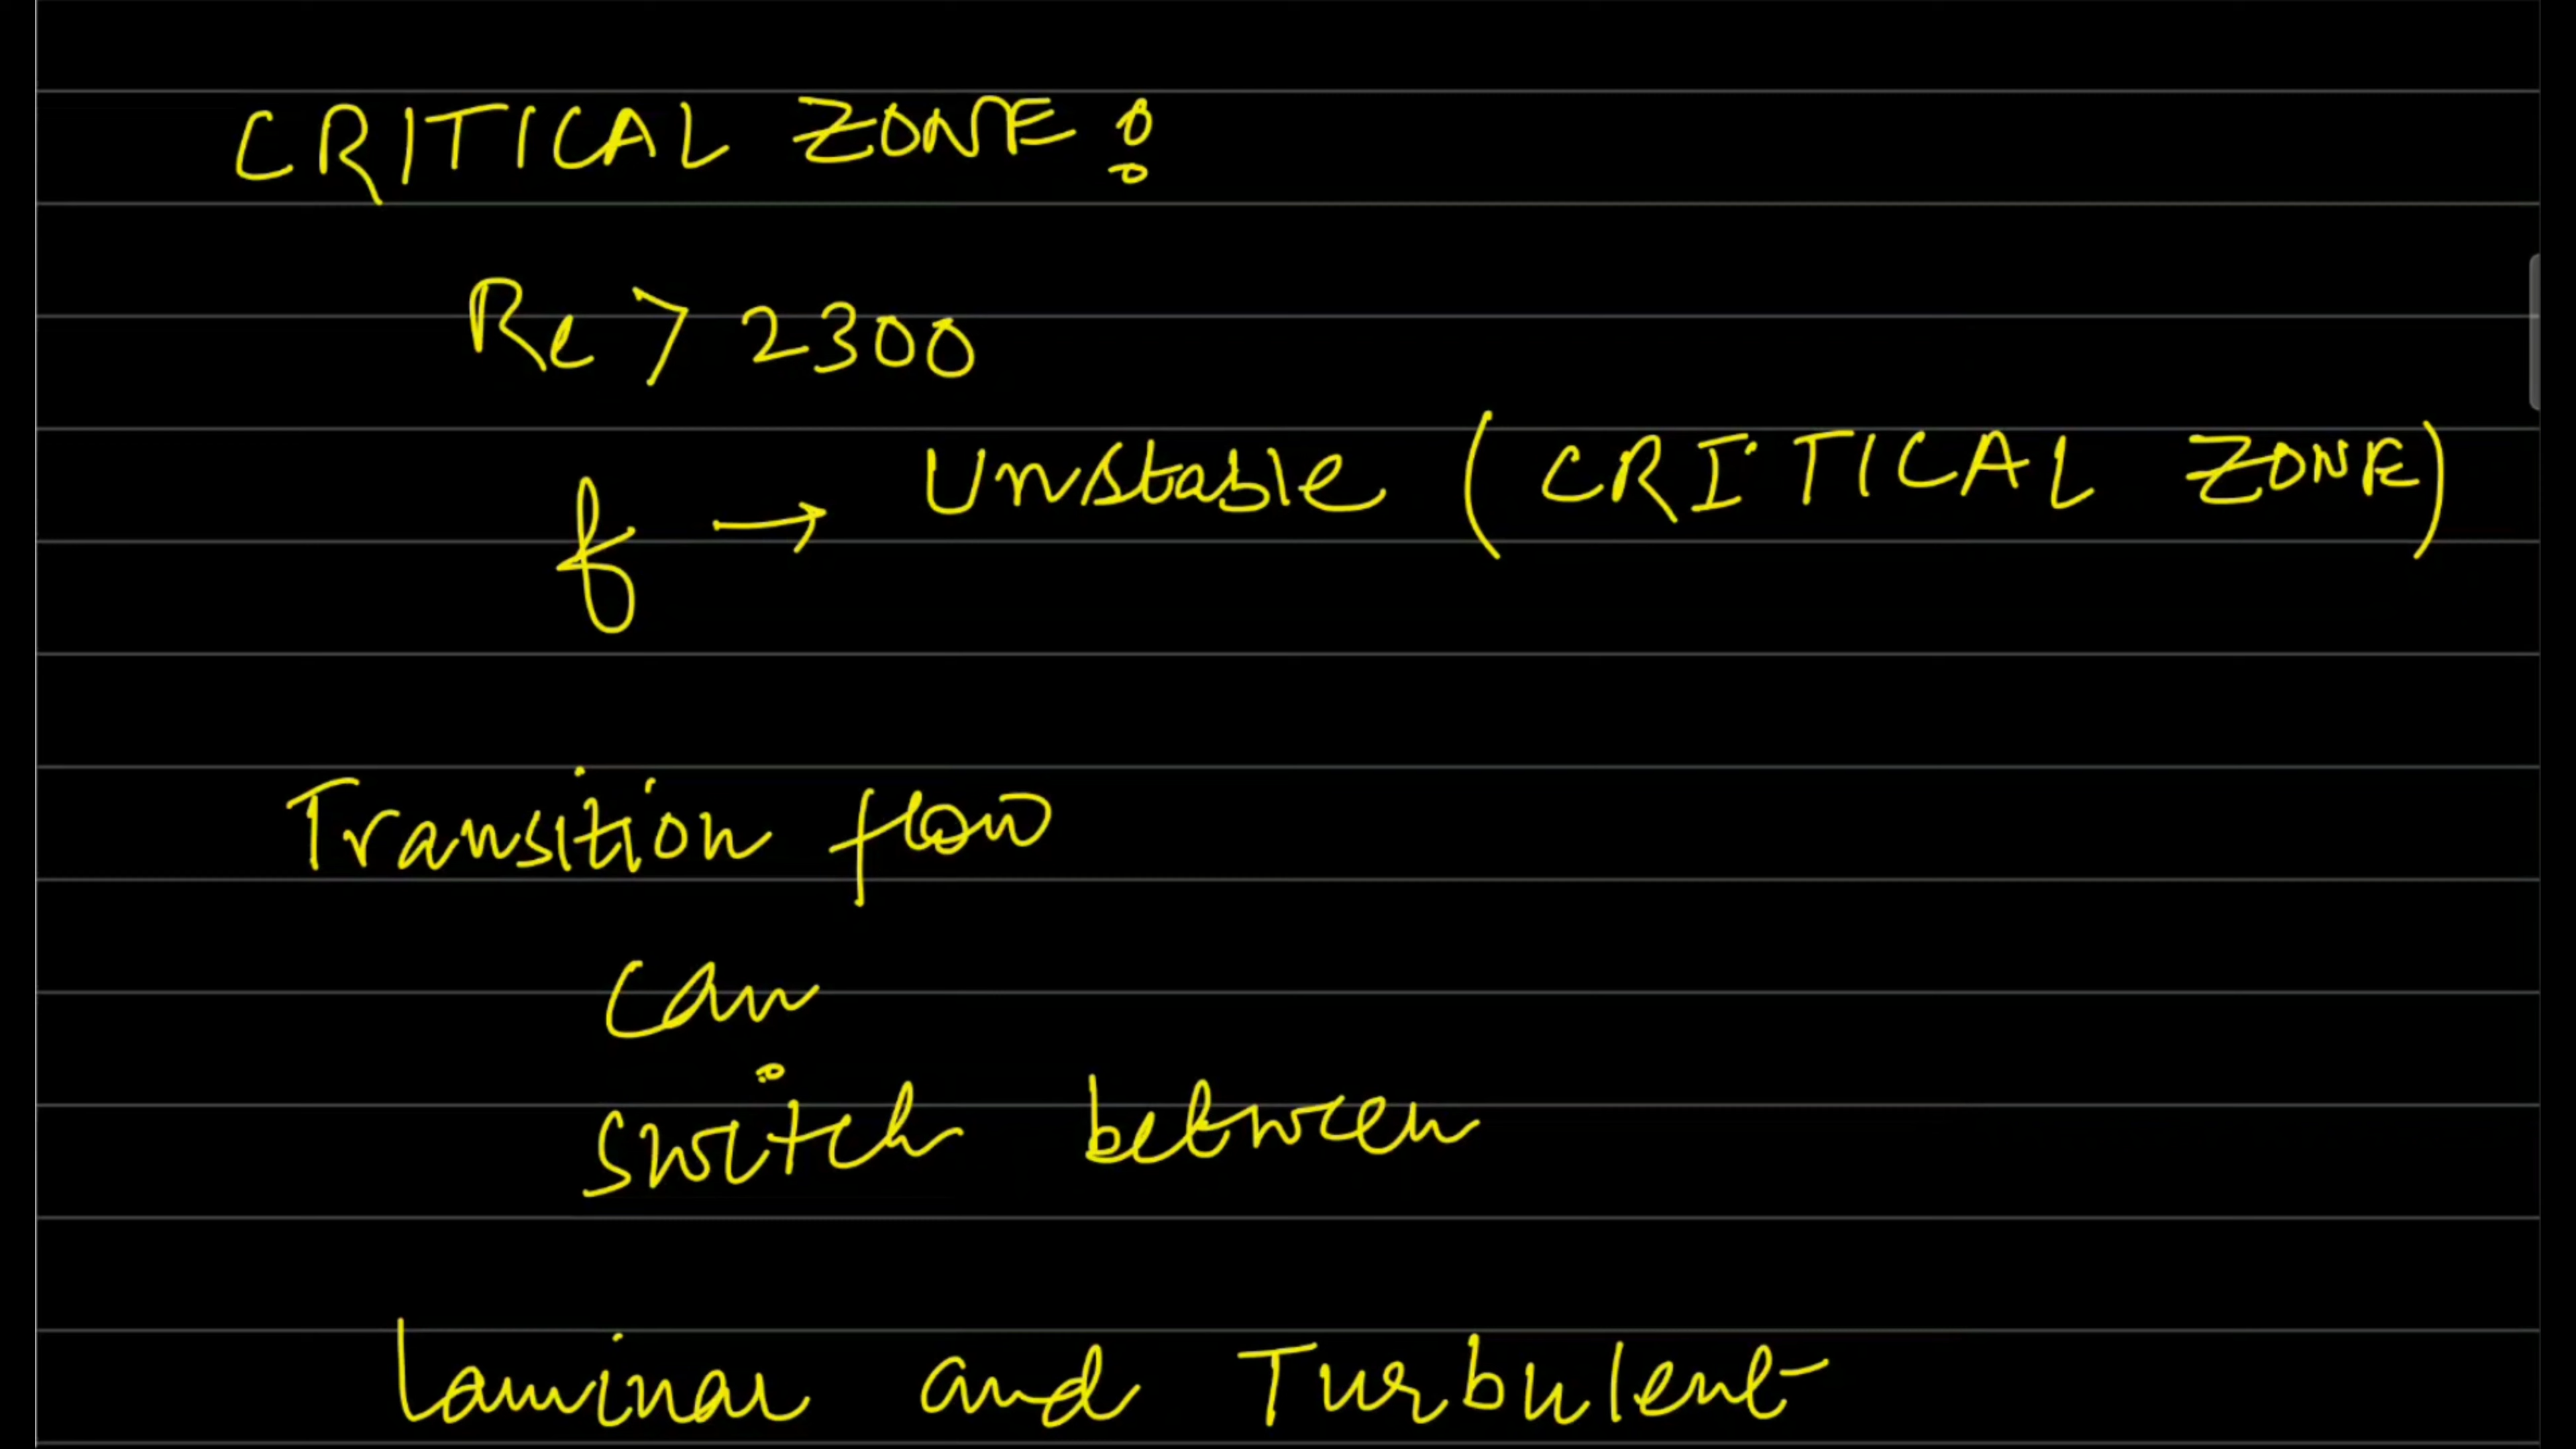 CRITICAL ZONE :
Re > 2300
f → Unstable (CRITICAL ZONE)
Transition flow
can
switch between
Laminar and Turbulent